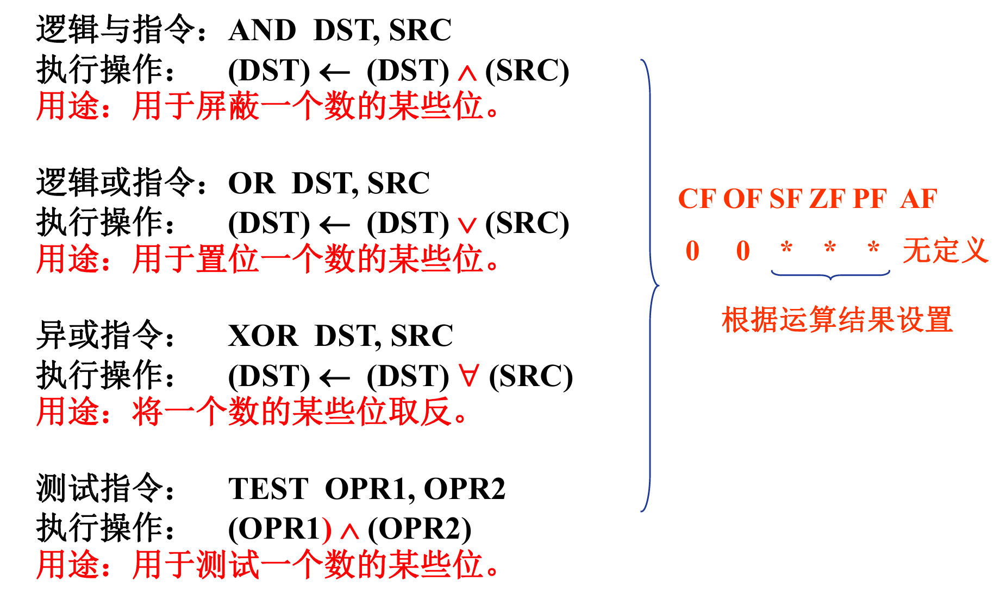 逻辑与指令：AND DST, SRC
执行操作： (DST) ← (DST) ∧ (SRC)
用途：用于屏蔽一个数的某些位。
逻辑或指令：OR DST, SRC
执行操作： (DST) ← (DST) ∨ (SRC)
用途：用于置位一个数的某些位。
异或指令： XOR DST, SRC
执行操作： (DST) ← (DST) ∀ (SRC)
用途：将一个数的某些位取反。
测试指令： TEST OPR1, OPR2
执行操作： (OPR1) ∧ (OPR2)
用途：用于测试一个数的某些位。
CF OF SF ZF PF AF
0 0 * * * 无定义
根据运算结果设置